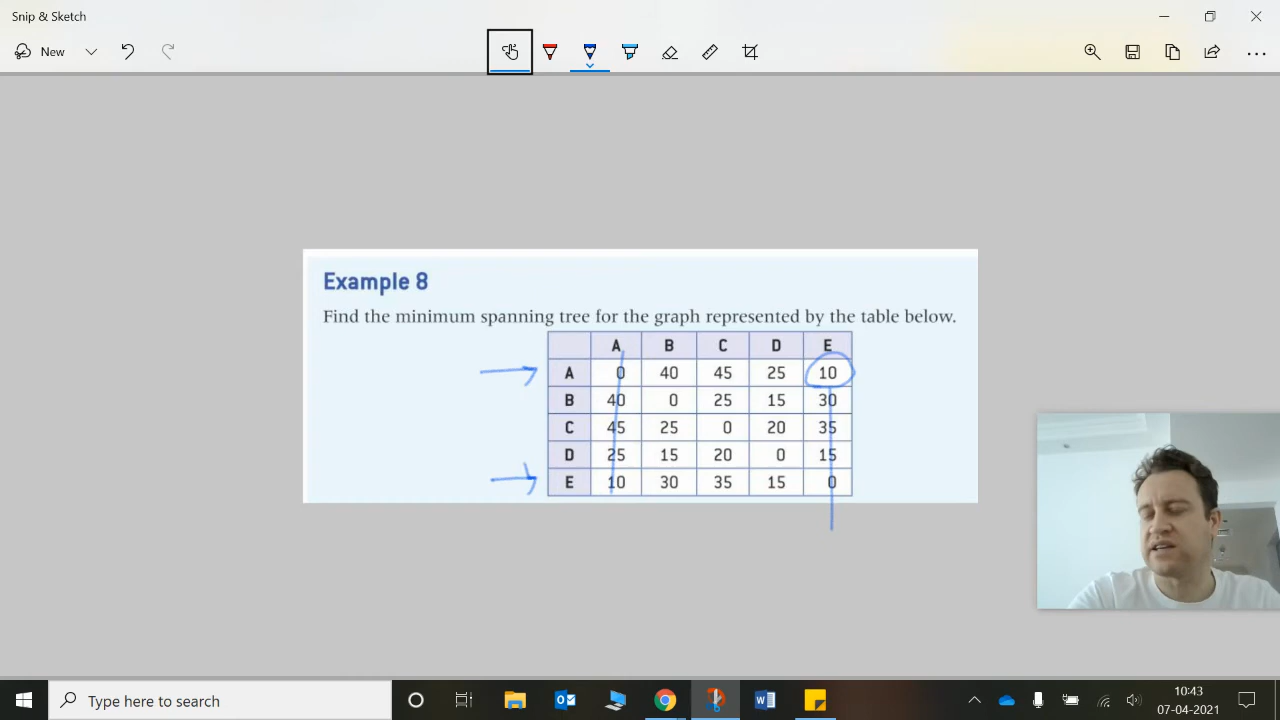 Snip & Sketch
New
Example 8
Find the minimum spanning tree for the graph represented by the table below.
A B C D E
A 0 40 45 25 10
B 40 0 25 15 30
C 45 25 0 20 35
D 25 15 20 0 15
E 10 30 35 15 0
Type here to search
10:43
07-04-2021